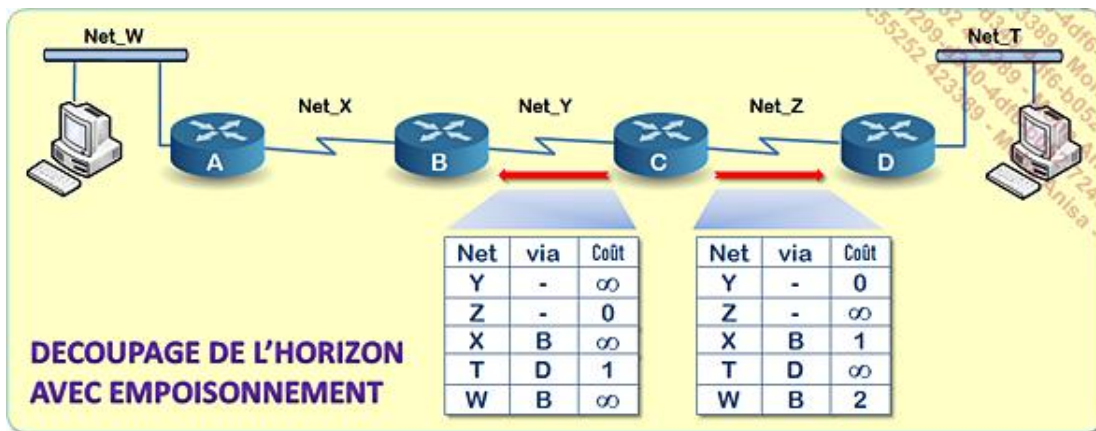 Net_W
Net_T
Net_X
Net_Y
Net_Z
A
B
C
D
Net via Coût
Y - ∞
Z - 0
X B ∞
T D 1
W B ∞
Net via Coût
Y - 0
Z - ∞
X B 1
T D ∞
W B 2
DECOUPAGE DE L'HORIZON
AVEC EMPOISONNEMENT